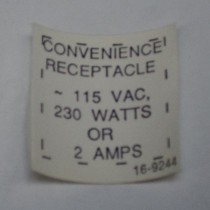 CONVENIENCE
RECEPTACLE
~ 115 VAC,
230 WATTS
OR
2 AMPS
16-9244